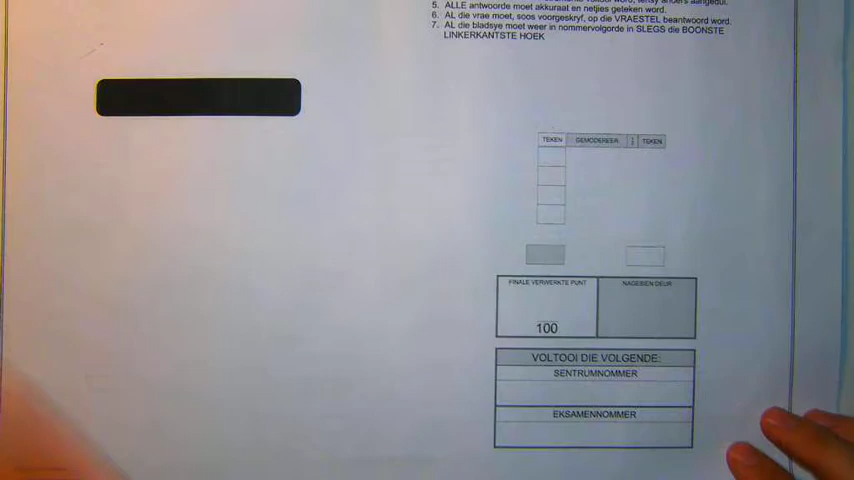 5. ALLE antwoorde moet akkuraat en netjies geteken word.
6. AL die vrae moet, soos voorgeskryf, op die VRAESTEL beantwoord word.
7. AL die bladsye moet weer in nommervolgorde in SLEGS die BOONSTE
LINKERKANTSTE HOEK
TEKEN GEMODEREER TEKEN
FINALE VERWERKTE PUNT
NAGESIEN DEUR
100
VOLTOOI DIE VOLGENDE:
SENTRUMNOMMER
EKSAMENNOMMER